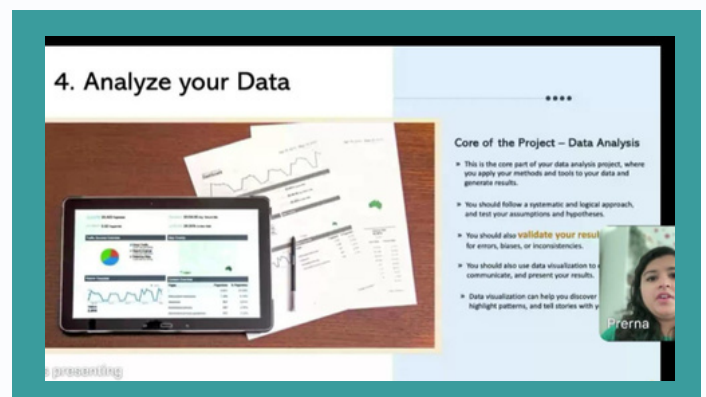 4. Analyze your Data
Core of the Project – Data Analysis
» This is the core part of your data analysis project, where
you apply your methods and tools to your data and
generate results.
» You should follow a systematic and logical approach,
and test your assumptions and hypotheses.
» You should also validate your resul
for errors, biases, or inconsistencies.
» You should also use data visualization to e
communicate, and present your results.
» Data visualization can help you discover
highlight patterns, and tell stories with y
Prerna
presenting